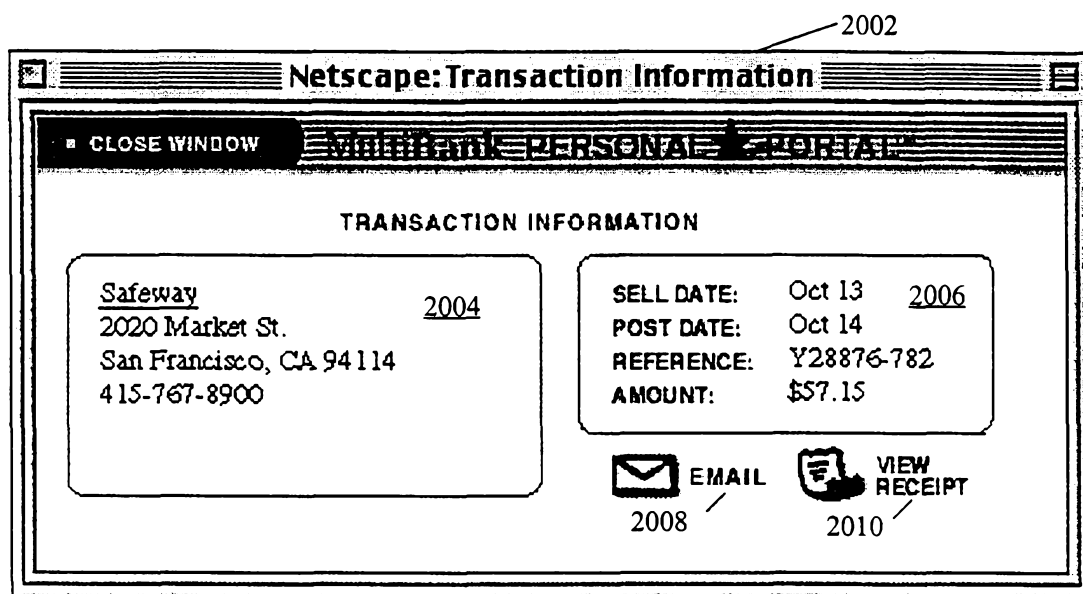 2002
Netscape: Transaction Information
CLOSE WINDOW MultiBank PERSONAL PORTAL
TRANSACTION INFORMATION
Safeway 2004
2020 Market St.
San Francisco, CA 94114
415-767-8900
SELL DATE: Oct 13 2006
POST DATE: Oct 14
REFERENCE: Y28876-782
AMOUNT: $57.15
EMAIL
2008
VIEW
RECEIPT
2010